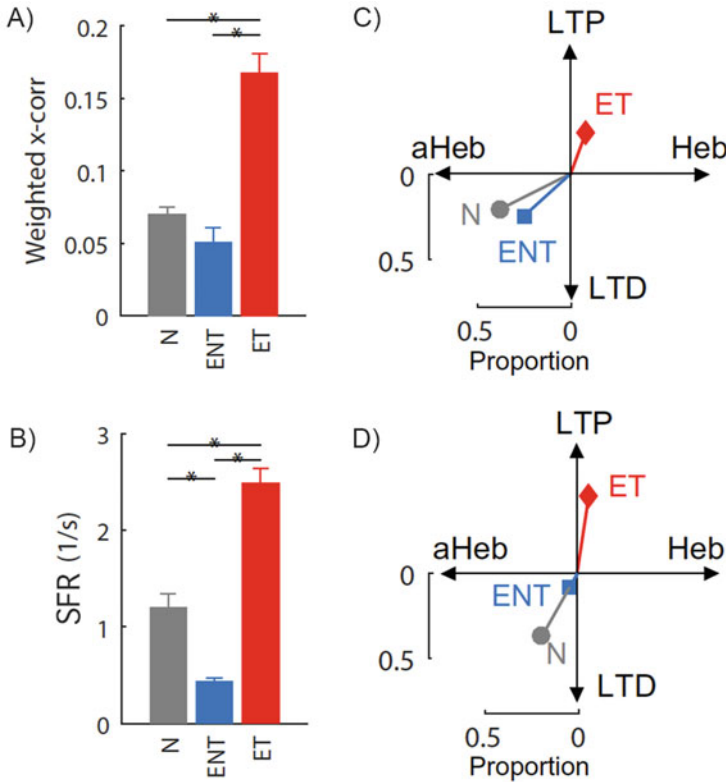 A)
Weighted x-corr
0.2
0.15
0.1
0.05
0
* 
*
N
ENT
ET
C)
LTP
ET
aHeb
Heb
0
N
ENT
0.5
LTD
0.5
0
Proportion
B)
SFR (1/s)
3
2
1
0
*
*
*
N
ENT
ET
D)
LTP
ET
aHeb
Heb
0
ENT
N
0.5
LTD
0.5
0
Proportion